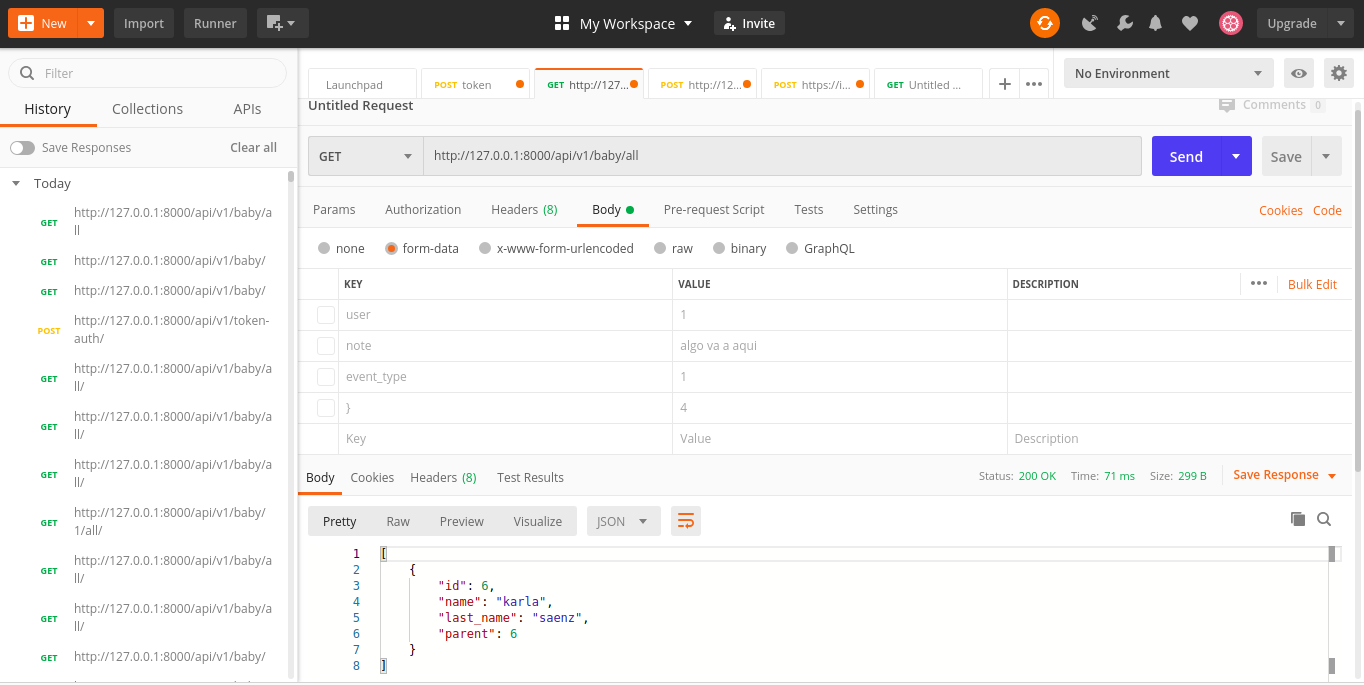 New Import Runner My Workspace Invite Upgrade
Filter
History Collections APIs
Save Responses Clear all
Today
GET http://127.0.0.1:8000/api/v1/baby/a
ll
GET http://127.0.0.1:8000/api/v1/baby/
GET http://127.0.0.1:8000/api/v1/baby/
POST http://127.0.0.1:8000/api/v1/token-
auth/
GET http://127.0.0.1:8000/api/v1/baby/a
ll/
GET http://127.0.0.1:8000/api/v1/baby/a
ll/
GET http://127.0.0.1:8000/api/v1/baby/a
ll/
GET http://127.0.0.1:8000/api/v1/baby/
1/all/
GET http://127.0.0.1:8000/api/v1/baby/a
ll/
GET http://127.0.0.1:8000/api/v1/baby/a
ll/
GET http://127.0.0.1:8000/api/v1/baby/
Launchpad POST token GET http://127... POST http://12... POST https://i... GET Untitled ... No Environment
Untitled Request Comments 0
GET http://127.0.0.1:8000/api/v1/baby/all Send Save
Params Authorization Headers (8) Body Pre-request Script Tests Settings Cookies Code
none form-data x-www-form-urlencoded raw binary GraphQL
KEY VALUE DESCRIPTION ••• Bulk Edit
user 1
note algo va a aqui
event_type 1
} 4
Key Value Description
Body Cookies Headers (8) Test Results Status: 200 OK Time: 71 ms Size: 299 B Save Response
Pretty Raw Preview Visualize JSON
1 [
2 {
3 "id": 6,
4 "name": "karla",
5 "last_name": "saenz",
6 "parent": 6
7 }
8 ]